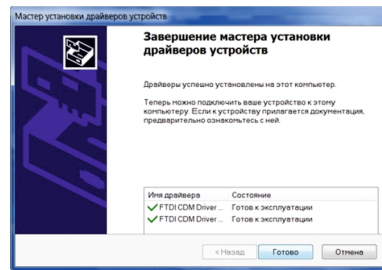 Мастер установки драйверов устройств
Завершение мастера установки
драйверов устройств
Драйверы успешно установлены на этот компьютер.
Теперь можно подключить ваше устройство к этому
компьютеру. Если к устройству прилагается документация,
предварительно ознакомьтесь с ней.
Имя драйвера Состояние
FTDI CDM Driver ... Готов к эксплуатации
FTDI CDM Driver ... Готов к эксплуатации
< Назад Готово Отмена